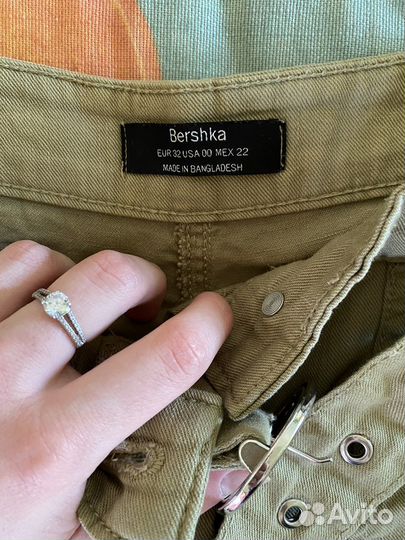 Bershka
EUR 32 USA 00 MEX 22
MADE IN BANGLADESH
Avito